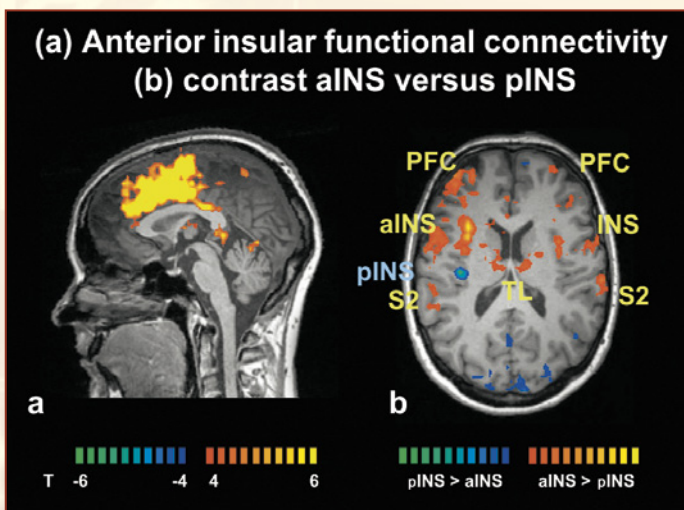 (a) Anterior insular functional connectivity
(b) contrast aINS versus pINS
PFC PFC
aINS INS
pINS
S2 TL S2
a b
T -6 -4 4 6
pINS > aINS aINS > pINS